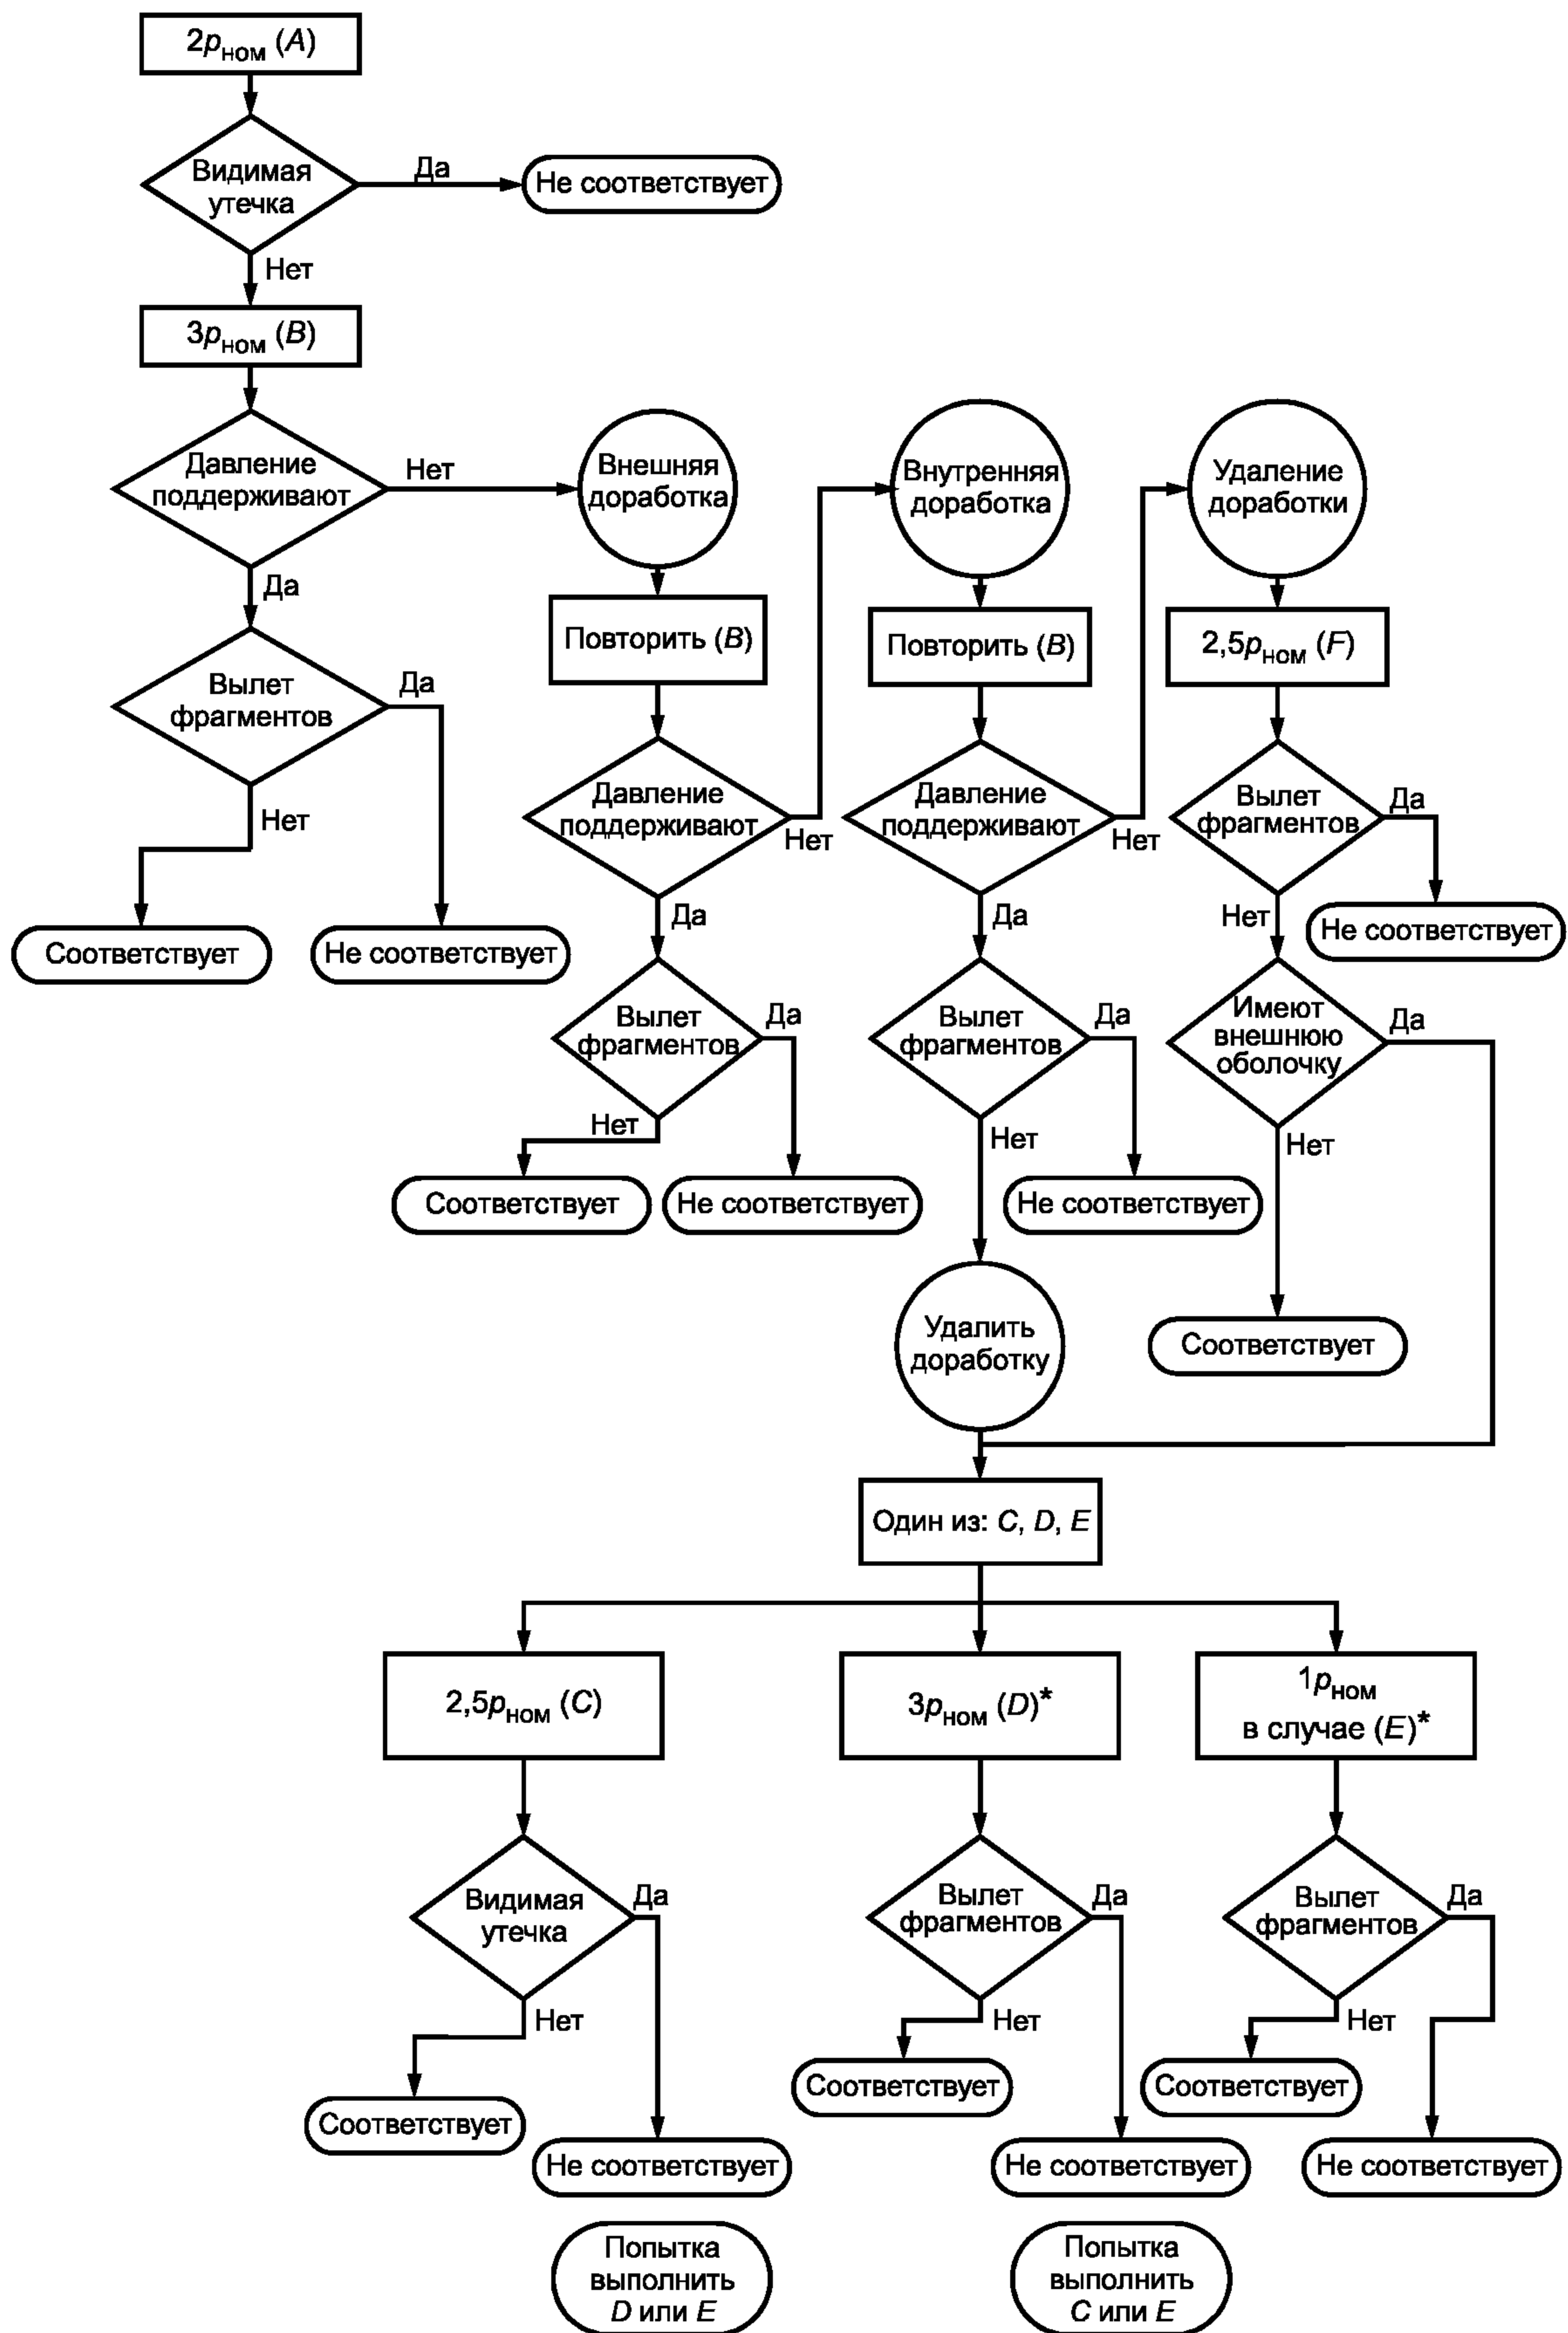 2pном (A)
Видимая
утечка
Да
Не соответствует
Нет
3pном (B)
Давление
поддерживают
Нет
Внешняя
доработка
Внутренняя
доработка
Удаление
доработки
Да
Повторить (B)
Повторить (B)
2,5pном (F)
Вылет
фрагментов
Да
Нет
Соответствует
Не соответствует
Давление
поддерживают
Нет
Да
Давление
поддерживают
Нет
Да
Вылет
фрагментов
Да
Нет
Не соответствует
Вылет
фрагментов
Да
Нет
Соответствует
Не соответствует
Вылет
фрагментов
Да
Нет
Не соответствует
Имеют
внешнюю
оболочку
Да
Нет
Соответствует
Удалить
доработку
Один из: C, D, E
2,5pном (C)
3pном (D)*
1pном
в случае (E)*
Видимая
утечка
Да
Нет
Соответствует
Не соответствует
Вылет
фрагментов
Да
Нет
Соответствует
Не соответствует
Вылет
фрагментов
Да
Нет
Соответствует
Не соответствует
Попытка
выполнить
D или E
Попытка
выполнить
C или E